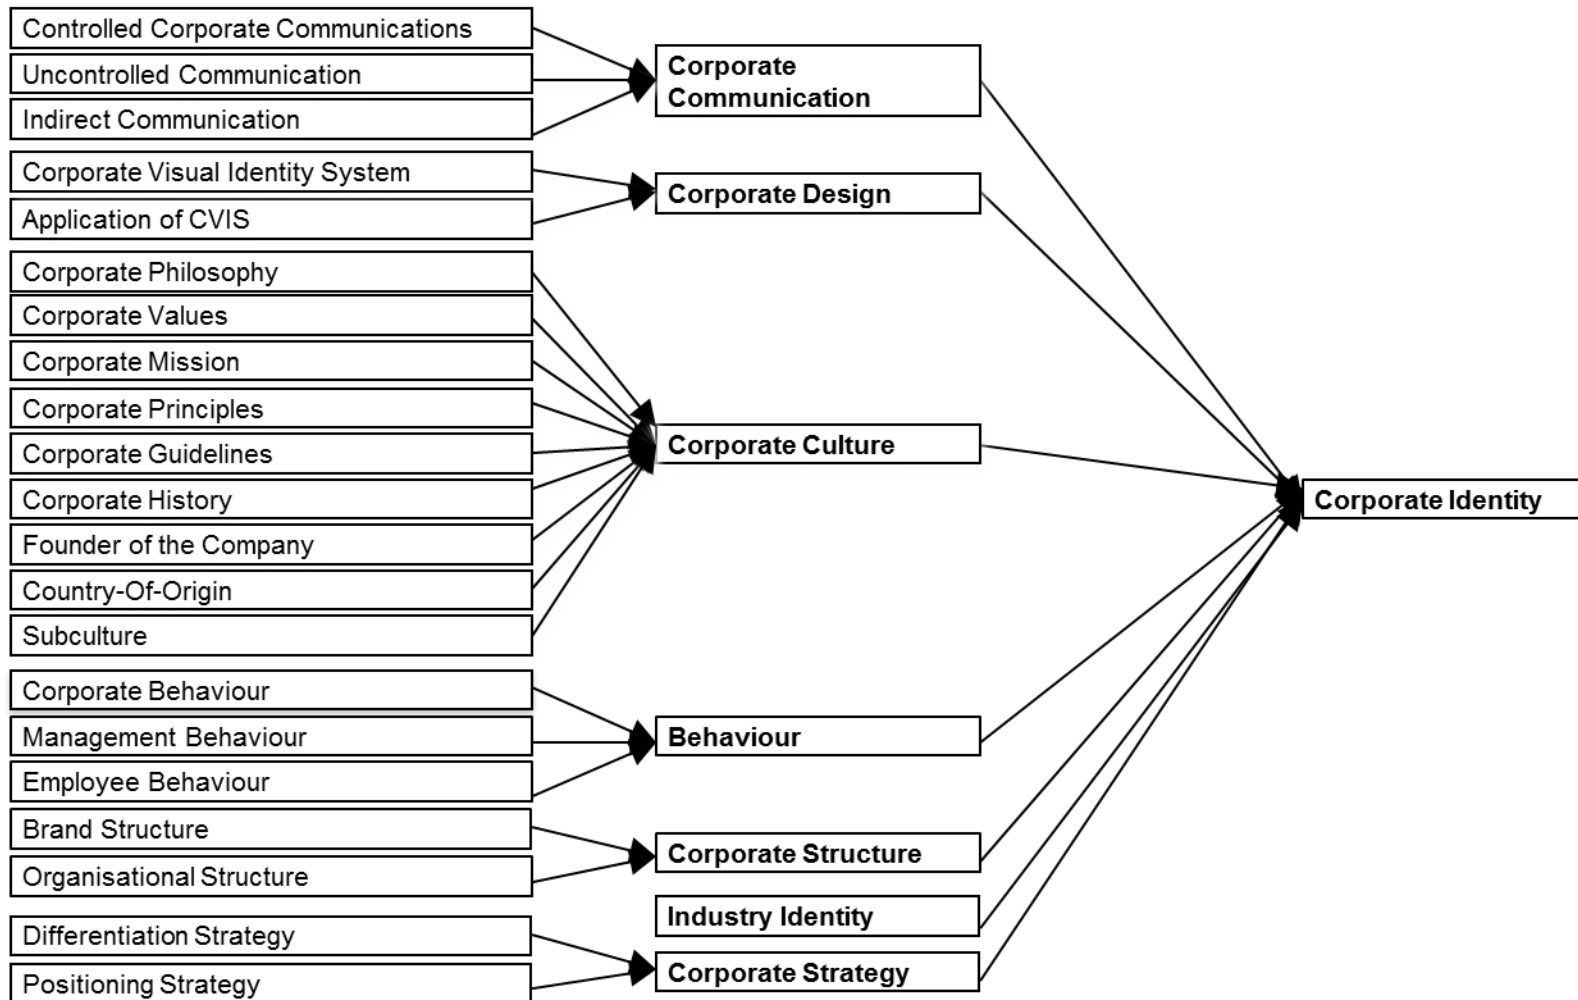 Controlled Corporate Communications
Uncontrolled Communication
Indirect Communication
Corporate Visual Identity System
Application of CVIS
Corporate Philosophy
Corporate Values
Corporate Mission
Corporate Principles
Corporate Guidelines
Corporate History
Founder of the Company
Country-Of-Origin
Subculture
Corporate Behaviour
Management Behaviour
Employee Behaviour
Brand Structure
Organisational Structure
Differentiation Strategy
Positioning Strategy
Corporate
Communication
Corporate Design
Corporate Culture
Behaviour
Corporate Structure
Industry Identity
Corporate Strategy
Corporate Identity